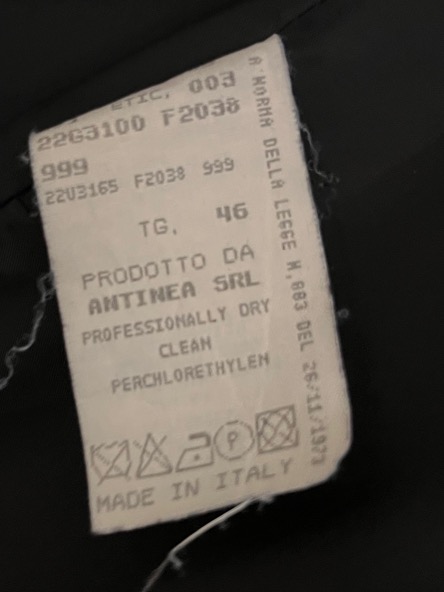 ETIC. 003
22G3100 F2038
999
22U3165 F2038 999
TG. 46
PRODOTTO DA
ANTINEA SRL
PROFESSIONALLY DRY
CLEAN
PERCHLORETHYLEN
P
MADE IN ITALY
A NORMA DELLA LEGGE N.883 DEL 26/11/1973